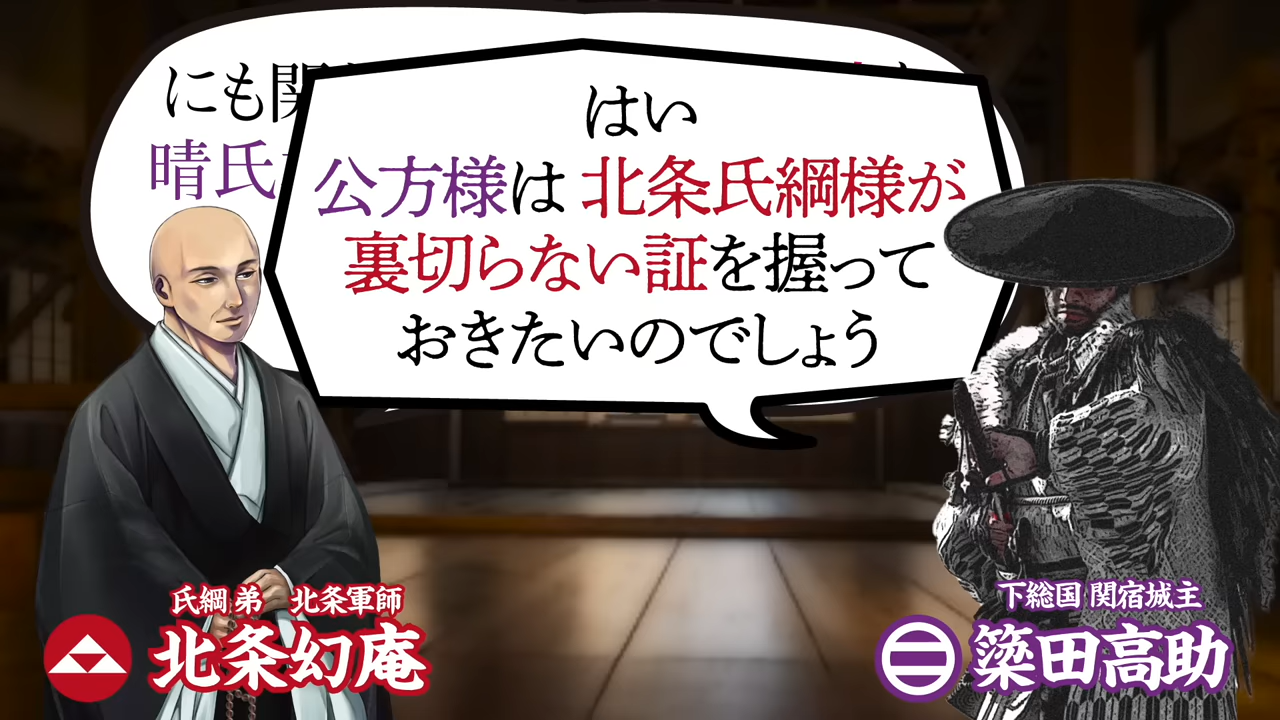 にも関
晴氏
はい
公方様は 北条氏綱様が
裏切らない証を握って
おきたいのでしょう
氏綱 弟 北条軍師
北条幻庵
下総国 関宿城主
簗田高助